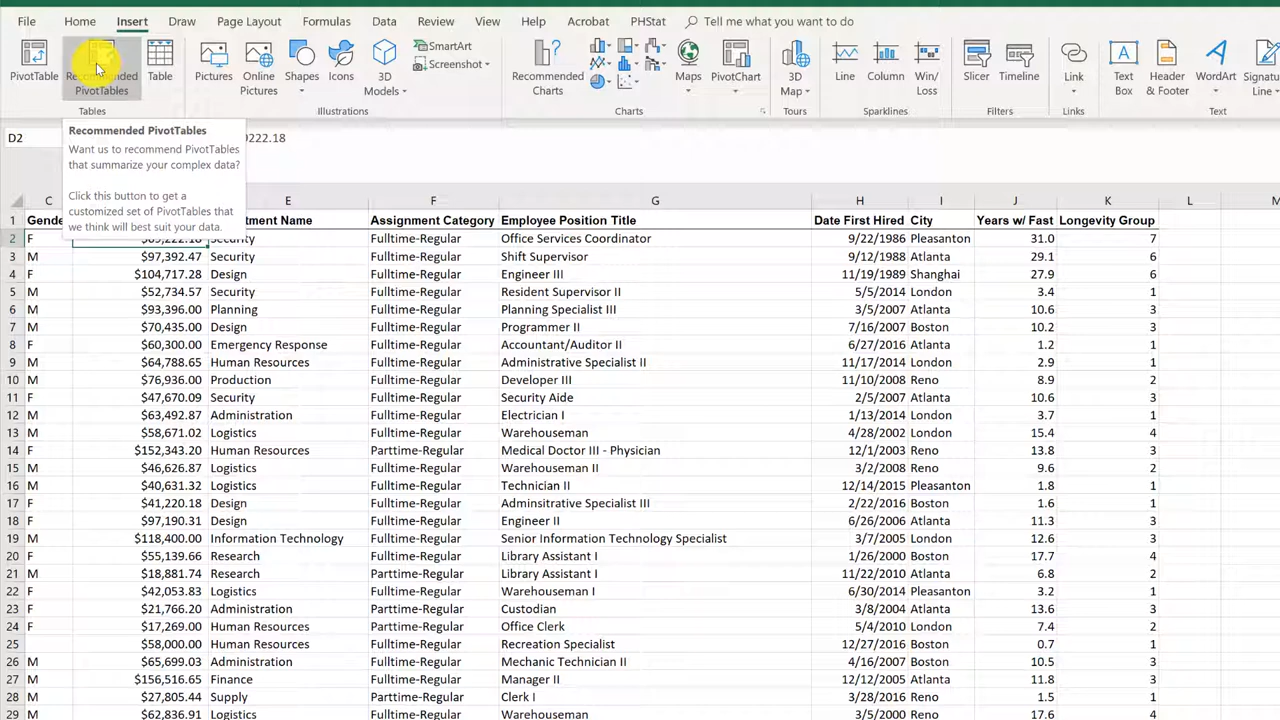 File Home Insert Draw Page Layout Formulas Data Review View Help Acrobat PHStat Tell me what you want to do
PivotTable
Recommended PivotTables
Table
Pictures
Online Pictures
Shapes
Icons
3D Models
SmartArt
Screenshot
Recommended Charts
Maps
PivotChart
3D Map
Line
Column
Win/Loss
Slicer
Timeline
Link
Text Box
Header & Footer
WordArt
Signature Line
Tables Illustrations Charts Tours Sparklines Filters Links Text
D2
222.18
Recommended PivotTables
Want us to recommend PivotTables
that summarize your complex data?
Click this button to get a
customized set of PivotTables that
we think will best suit your data.
C E F G H I J K L M
1 Gende tment Name Assignment Category Employee Position Title Date First Hired City Years w/ Fast Longevity Group
2 F $69,222.18 Security Fulltime-Regular Office Services Coordinator 9/22/1986 Pleasanton 31.0 7
3 M $97,392.47 Security Fulltime-Regular Shift Supervisor 9/12/1988 Atlanta 29.1 6
4 F $104,717.28 Design Fulltime-Regular Engineer III 11/19/1989 Shanghai 27.9 6
5 M $52,734.57 Security Fulltime-Regular Resident Supervisor II 5/5/2014 London 3.4 1
6 M $93,396.00 Planning Fulltime-Regular Planning Specialist III 3/5/2007 Atlanta 10.6 3
7 M $70,435.00 Design Fulltime-Regular Programmer II 7/16/2007 Boston 10.2 3
8 F $60,300.00 Emergency Response Fulltime-Regular Accountant/Auditor II 6/27/2016 Atlanta 1.2 1
9 M $64,788.65 Human Resources Fulltime-Regular Administrative Specialist II 11/17/2014 London 2.9 1
10 M $76,936.00 Production Fulltime-Regular Developer III 11/10/2008 Reno 8.9 2
11 F $47,670.09 Security Fulltime-Regular Security Aide 2/5/2007 Atlanta 10.6 3
12 M $63,492.87 Administration Fulltime-Regular Electrician I 1/13/2014 London 3.7 1
13 M $58,671.02 Logistics Fulltime-Regular Warehouseman 4/28/2002 London 15.4 4
14 F $152,343.20 Human Resources Parttime-Regular Medical Doctor III - Physician 12/1/2003 Reno 13.8 3
15 M $46,626.87 Logistics Fulltime-Regular Warehouseman II 3/2/2008 Reno 9.6 2
16 M $40,631.32 Logistics Fulltime-Regular Technician II 12/14/2015 Pleasanton 1.8 1
17 F $41,220.18 Design Fulltime-Regular Adminsitrative Specialist III 2/22/2016 Boston 1.6 1
18 F $97,190.31 Design Fulltime-Regular Engineer II 6/26/2006 Atlanta 11.3 3
19 M $118,400.00 Information Technology Fulltime-Regular Senior Information Technology Specialist 3/7/2005 London 12.6 3
20 F $55,139.66 Research Fulltime-Regular Library Assistant I 1/26/2000 Boston 17.7 4
21 M $18,881.74 Research Parttime-Regular Library Assistant I 11/22/2010 Atlanta 6.8 2
22 F $42,053.83 Logistics Fulltime-Regular Warehouseman I 6/30/2014 Pleasanton 3.2 1
23 F $21,766.20 Administration Parttime-Regular Custodian 3/8/2004 Atlanta 13.6 3
24 F $17,269.00 Human Resources Parttime-Regular Office Clerk 5/4/2010 London 7.4 2
25 $58,000.00 Human Resources Fulltime-Regular Recreation Specialist 12/27/2016 Boston 0.7 1
26 M $65,699.03 Administration Fulltime-Regular Mechanic Technician II 4/16/2007 Boston 10.5 3
27 M $156,516.65 Finance Fulltime-Regular Manager II 12/12/2005 Atlanta 11.8 3
28 M $27,805.44 Supply Parttime-Regular Clerk I 3/28/2016 Reno 1.5 1
29 M $62,836.91 Logistics Fulltime-Regular Warehouseman 3/5/2000 Reno 17.6 4